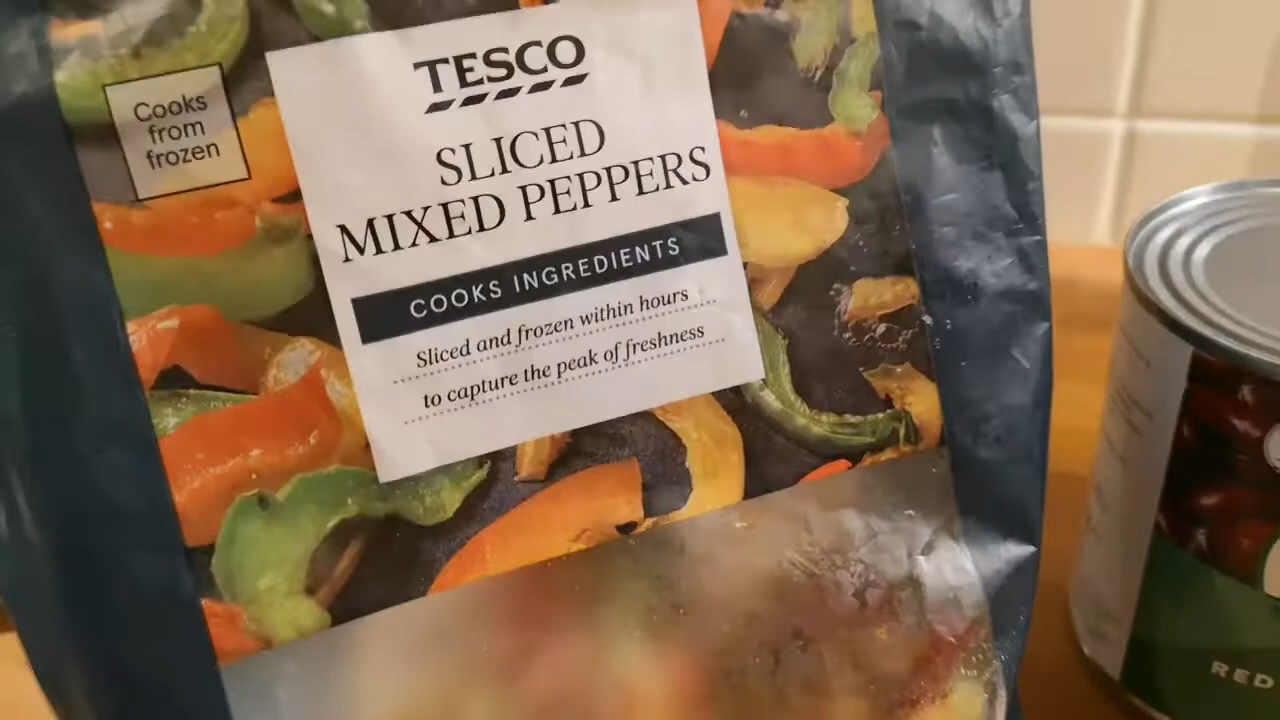 Cooks
from
frozen
TESCO
SLICED
MIXED PEPPERS
COOKS INGREDIENTS
Sliced and frozen within hours
to capture the peak of freshness
RED